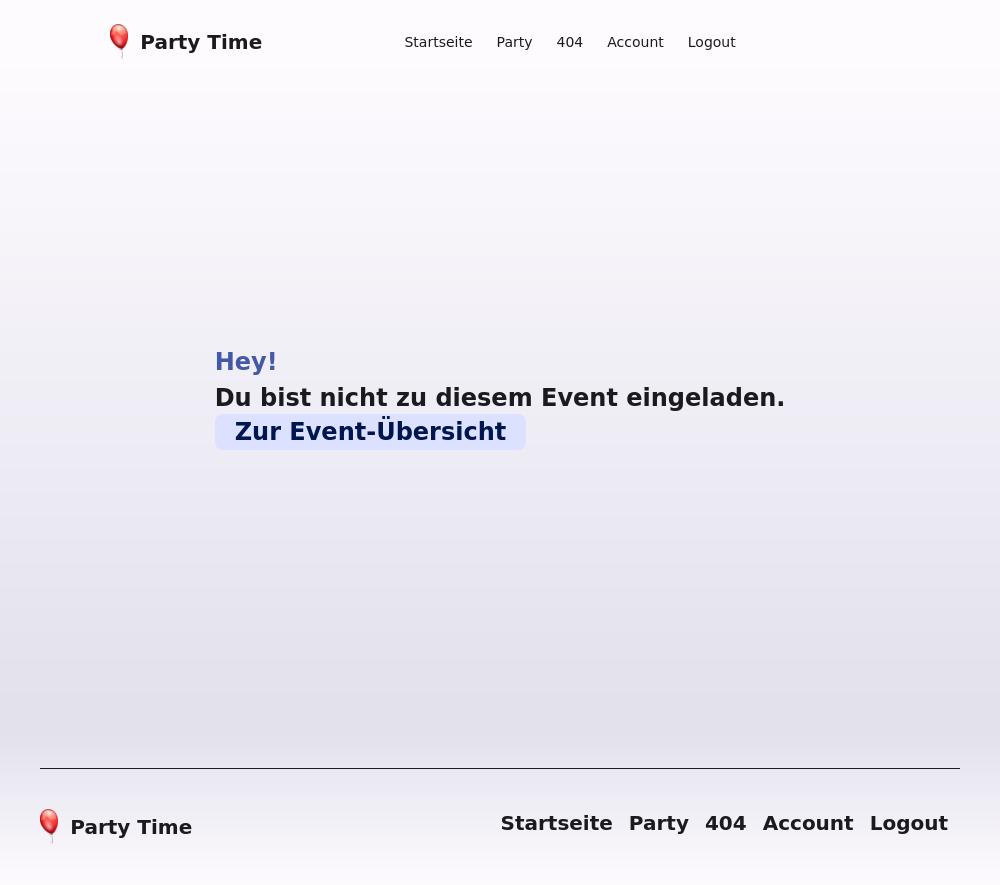 Party Time
Startseite Party 404 Account Logout
Hey!
Du bist nicht zu diesem Event eingeladen.
Zur Event-Übersicht
Party Time
Startseite Party 404 Account Logout